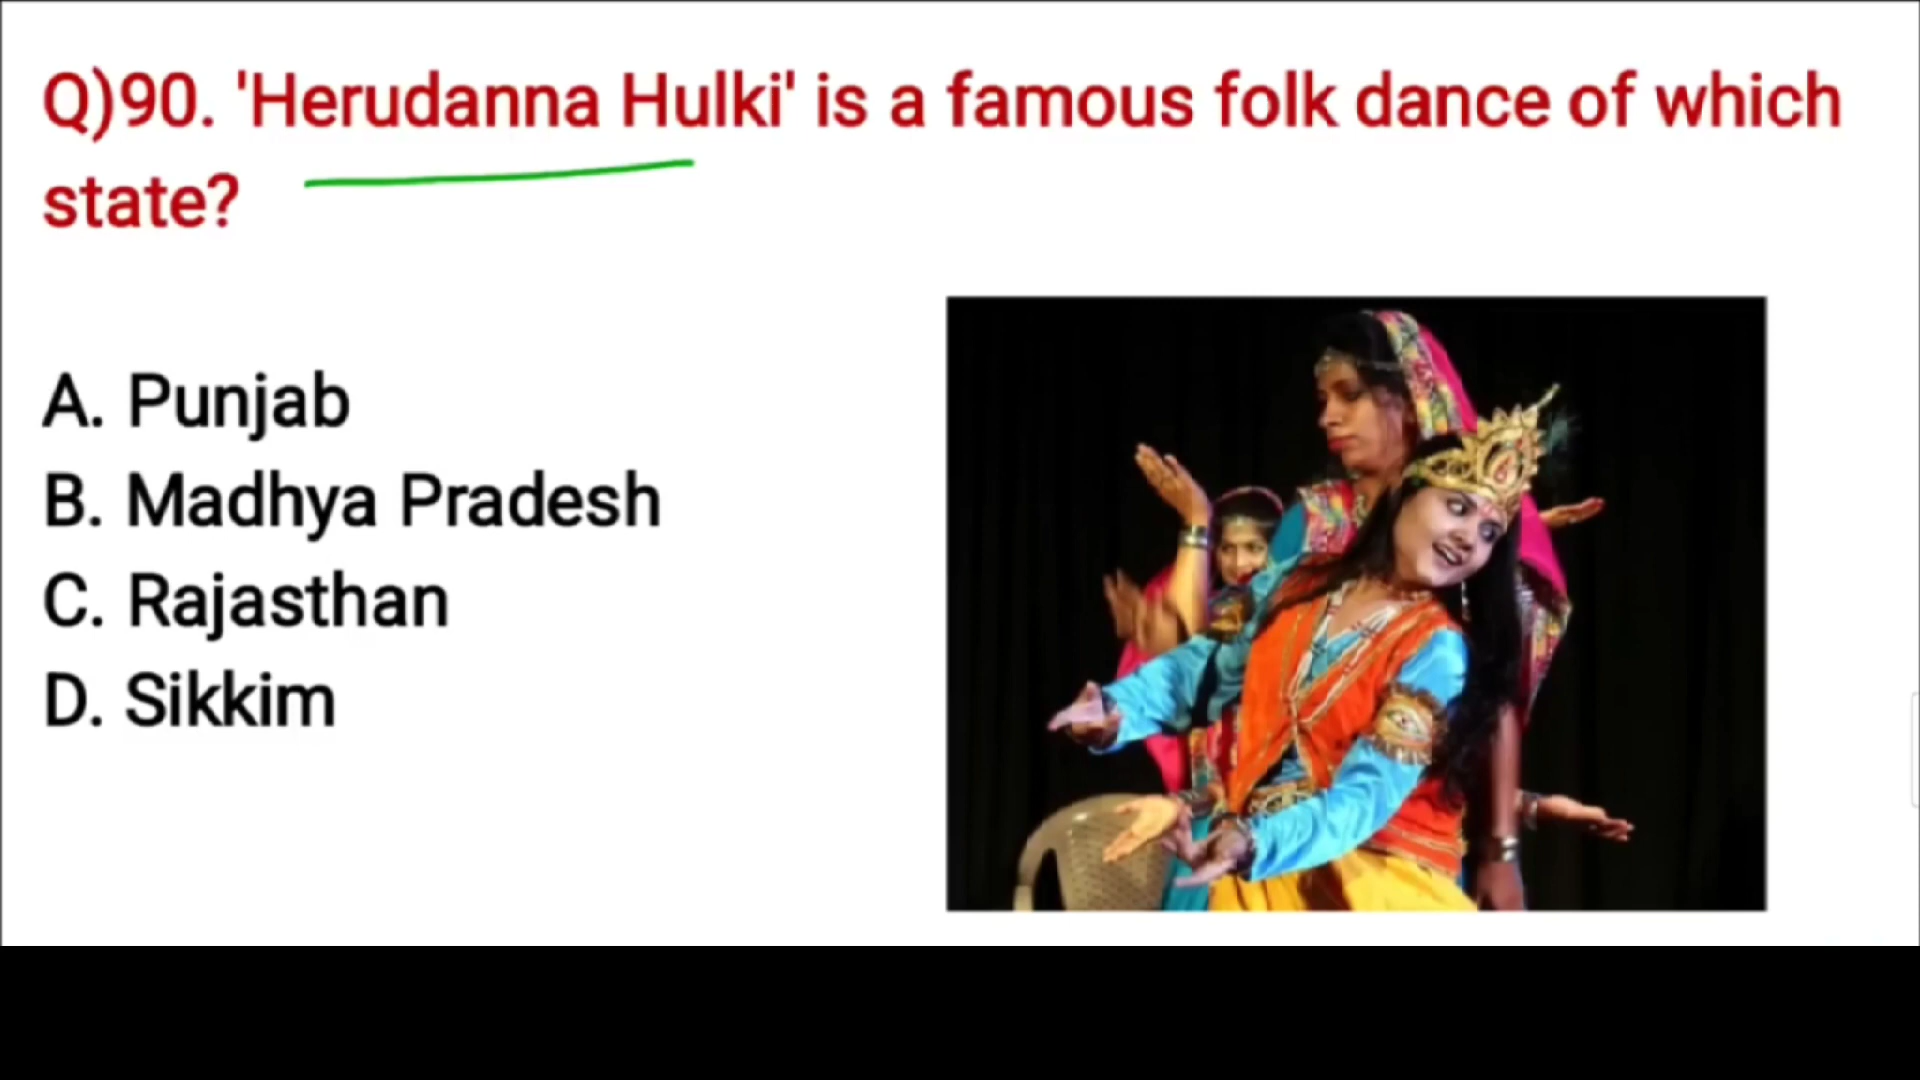 Q)90. 'Herudanna Hulki' is a famous folk dance of which
state?
A. Punjab
B. Madhya Pradesh
C. Rajasthan
D. Sikkim